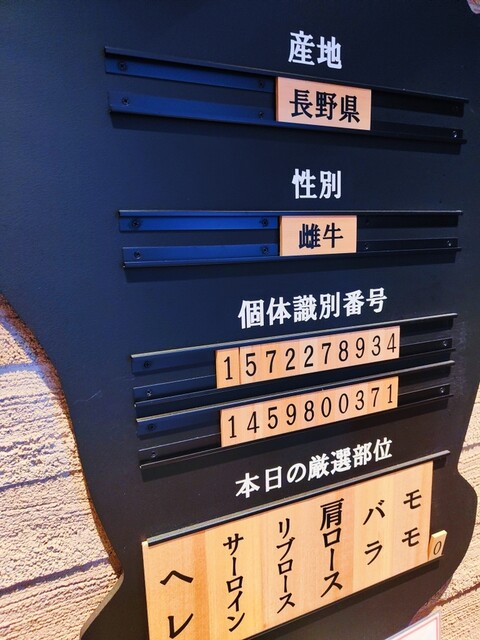 産地
長野県
性別
雌牛
個体識別番号
1572278934
1459800371
本日の厳選部位
モモ
バラ
肩ロース
リブロース
サーロイン
ヘレ
0